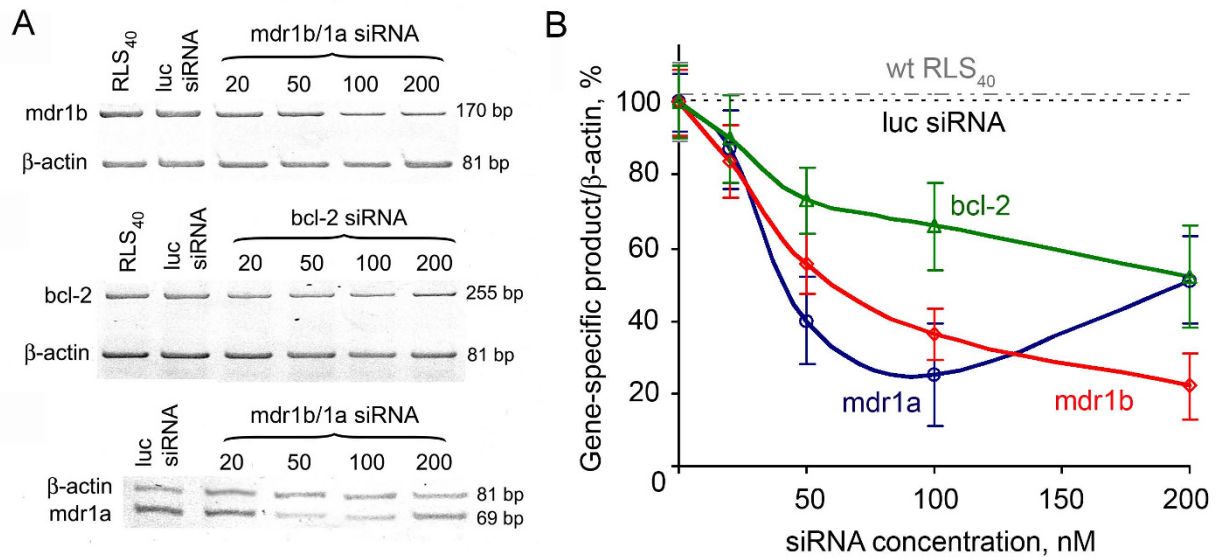 A
RLS₄₀
luc siRNA
mdr1b/1a siRNA
20 50 100 200
mdr1b
170 bp
β-actin
81 bp
RLS₄₀
luc siRNA
bcl-2 siRNA
20 50 100 200
bcl-2
255 bp
β-actin
81 bp
luc siRNA
mdr1b/1a siRNA
20 50 100 200
β-actin
81 bp
mdr1a
69 bp
B
Gene-specific product/β-actin, %
100
80
60
40
20
0
wt RLS₄₀
luc siRNA
bcl-2
mdr1a
mdr1b
50 100 150 200
siRNA concentration, nM